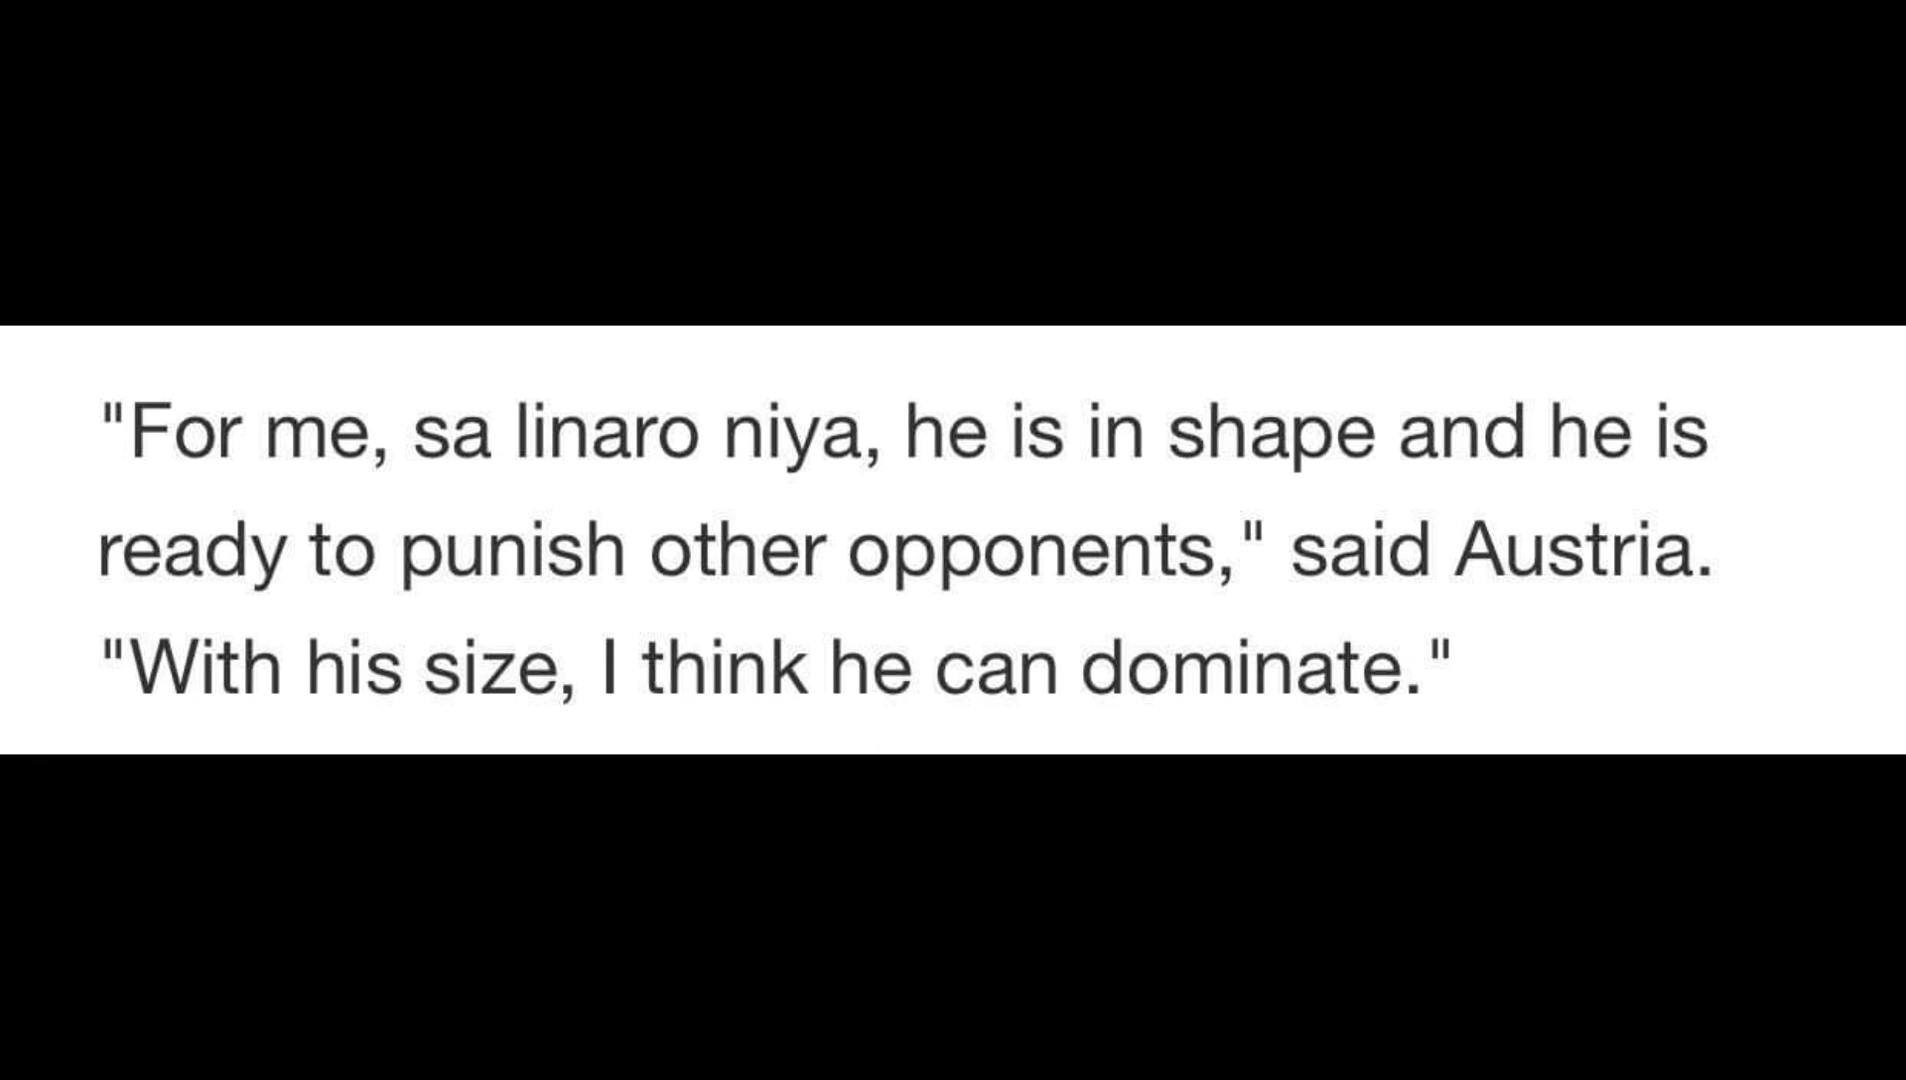 "For me, sa linaro niya, he is in shape and he is
ready to punish other opponents," said Austria.
"With his size, I think he can dominate."